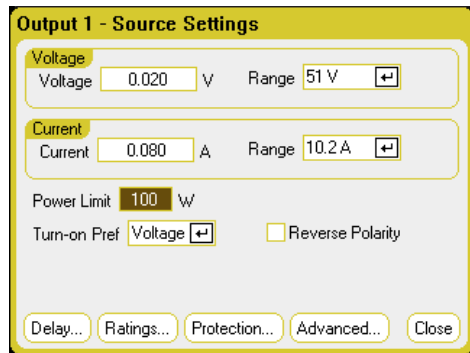 Output 1 - Source Settings
Voltage
Voltage 0.020 V Range 51 V
Current
Current 0.080 A Range 10.2 A
Power Limit 100 W
Turn-on Pref Voltage Reverse Polarity
Delay... Ratings... Protection... Advanced... Close